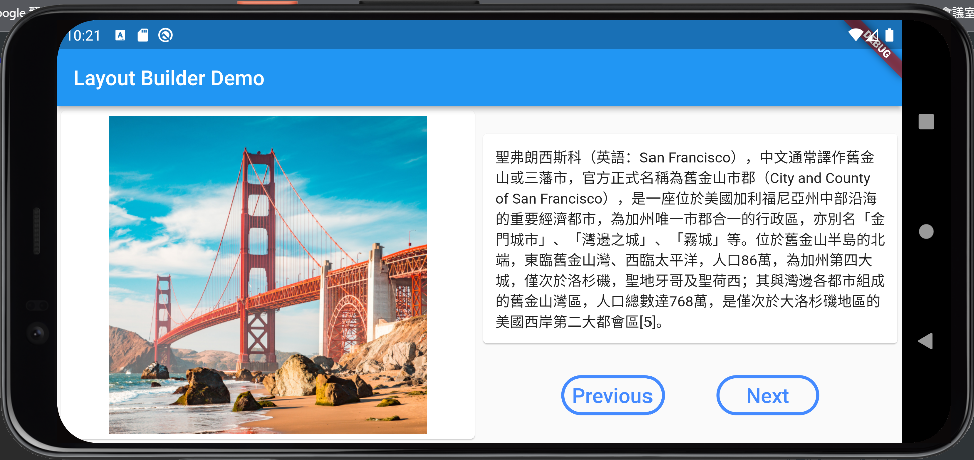 oogle
會議室
10:21
A
DEBUG
Layout Builder Demo
聖弗朗西斯科（英語：San Francisco），中文通常譯作舊金
山或三藩市，官方正式名稱為舊金山市郡（City and County
of San Francisco），是一座位於美國加利福尼亞州中部沿海
的重要經濟都市，為加州唯一市郡合一的行政區，亦別名「金
門城市」、「灣邊之城」、「霧城」等。位於舊金山半島的北
端，東臨舊金山灣、西臨太平洋，人口86萬，為加州第四大
城，僅次於洛杉磯，聖地牙哥及聖荷西；其與灣邊各都市組成
的舊金山灣區，人口總數達768萬，是僅次於大洛杉磯地區的
美國西岸第二大都會區[5]。
Previous
Next